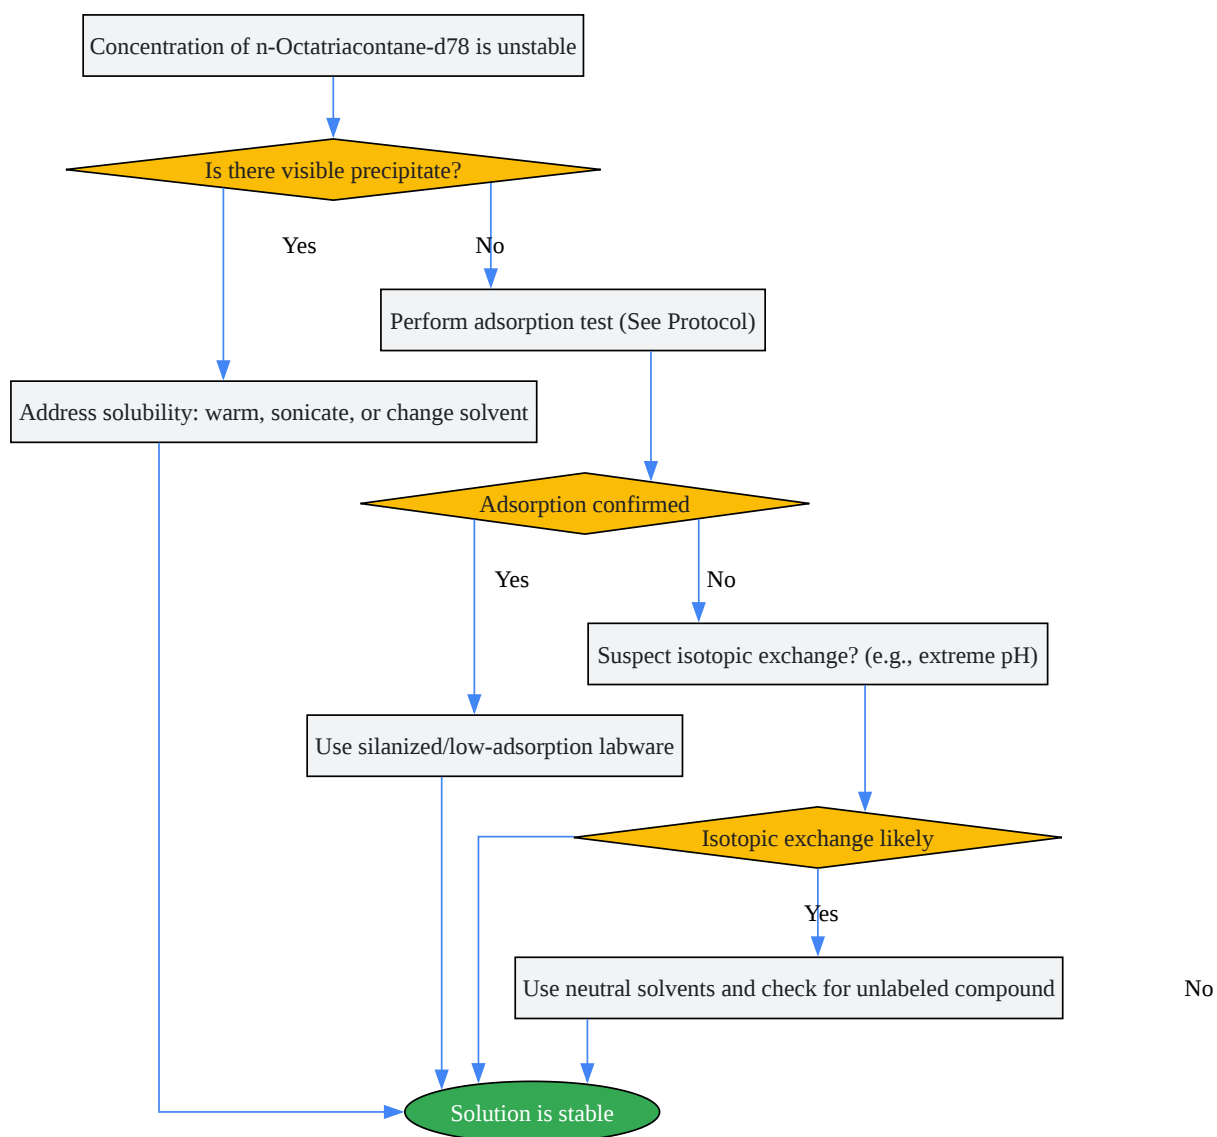 Concentration of n-Octatriacontane-d78 is unstable
Is there visible precipitate?
Yes
No
Perform adsorption test (See Protocol)
Address solubility: warm, sonicate, or change solvent
Adsorption confirmed
Yes
No
Suspect isotopic exchange? (e.g., extreme pH)
Use silanized/low-adsorption labware
Isotopic exchange likely
Yes
Use neutral solvents and check for unlabeled compound
No
Solution is stable